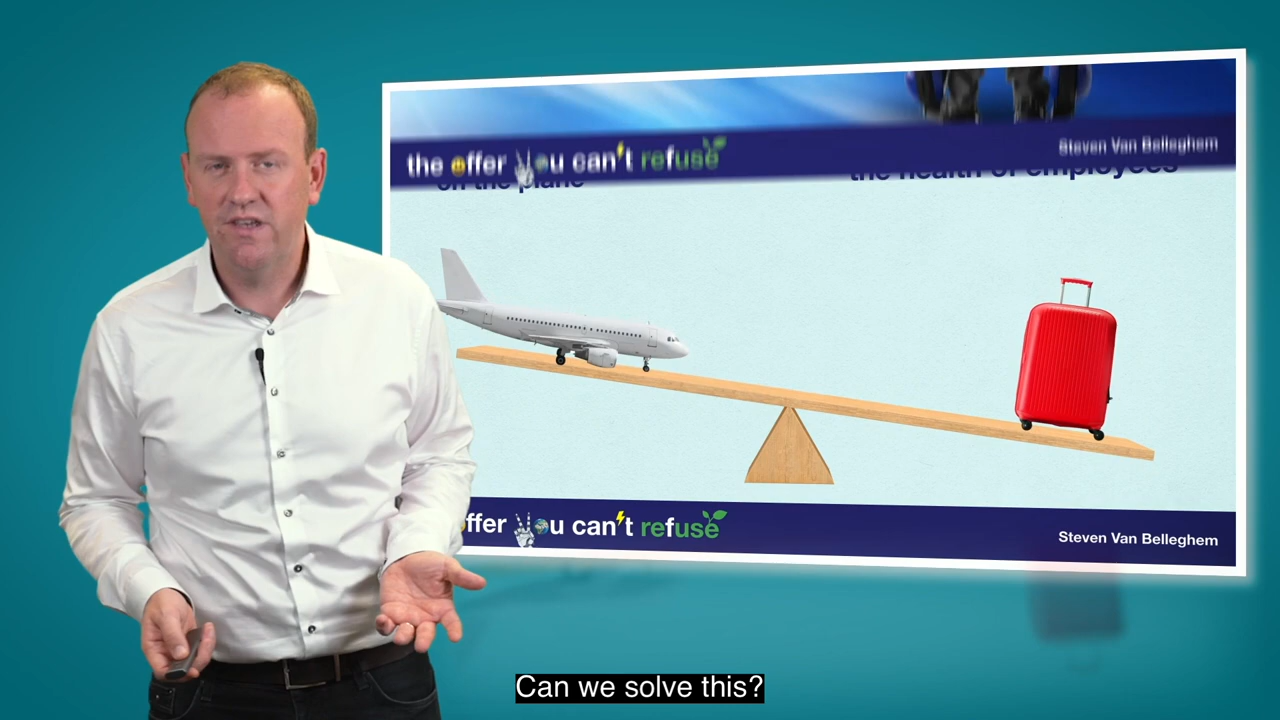 the offer you can't refuse
Steven Van Belleghem
on the plane
the health of employees
ffer you can't refuse
Steven Van Belleghem
Can we solve this?